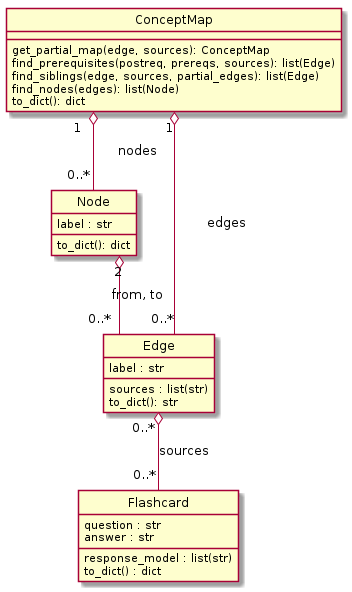 ConceptMap
get_partial_map(edge, sources): ConceptMap
find_prerequisites(postreq, prereqs, sources): list(Edge)
find_siblings(edge, sources, partial_edges): list(Edge)
find_nodes(edges): list(Node)
to_dict(): dict
1
1
nodes
0..*
Node
label : str
to_dict(): dict
edges
2
from, to
0..*
0..*
Edge
label : str
sources : list(str)
to_dict(): str
0..*
sources
0..*
Flashcard
question : str
answer : str
response_model : list(str)
to_dict() : dict